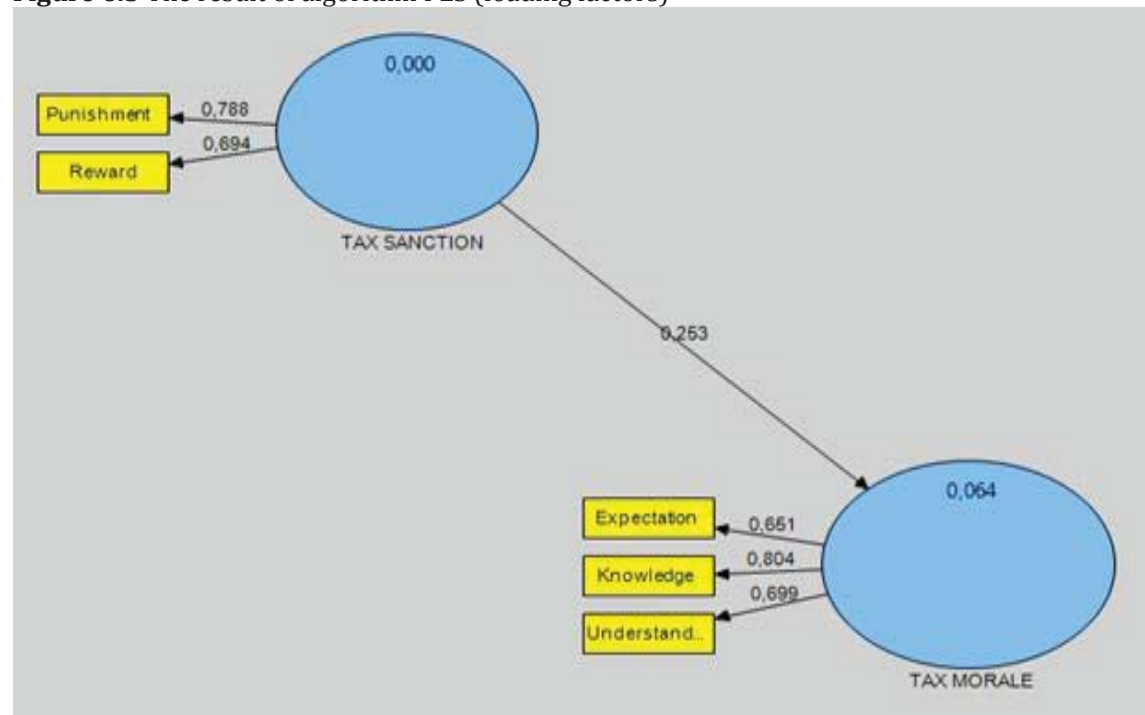 0,000
Punishment
0,788
0,694
Reward
TAX SANCTION
0,253
0,064
Expectation
0,651
Knowledge
0,804
0,699
Understand..
TAX MORALE